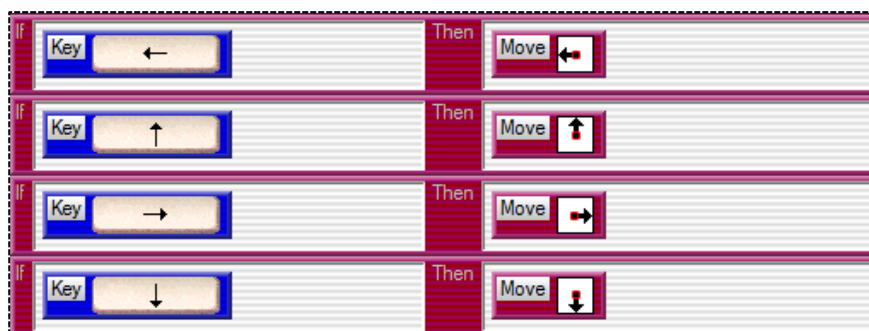 If Key ← Then Move
If Key ↑ Then Move
If Key → Then Move
If Key ↓ Then Move